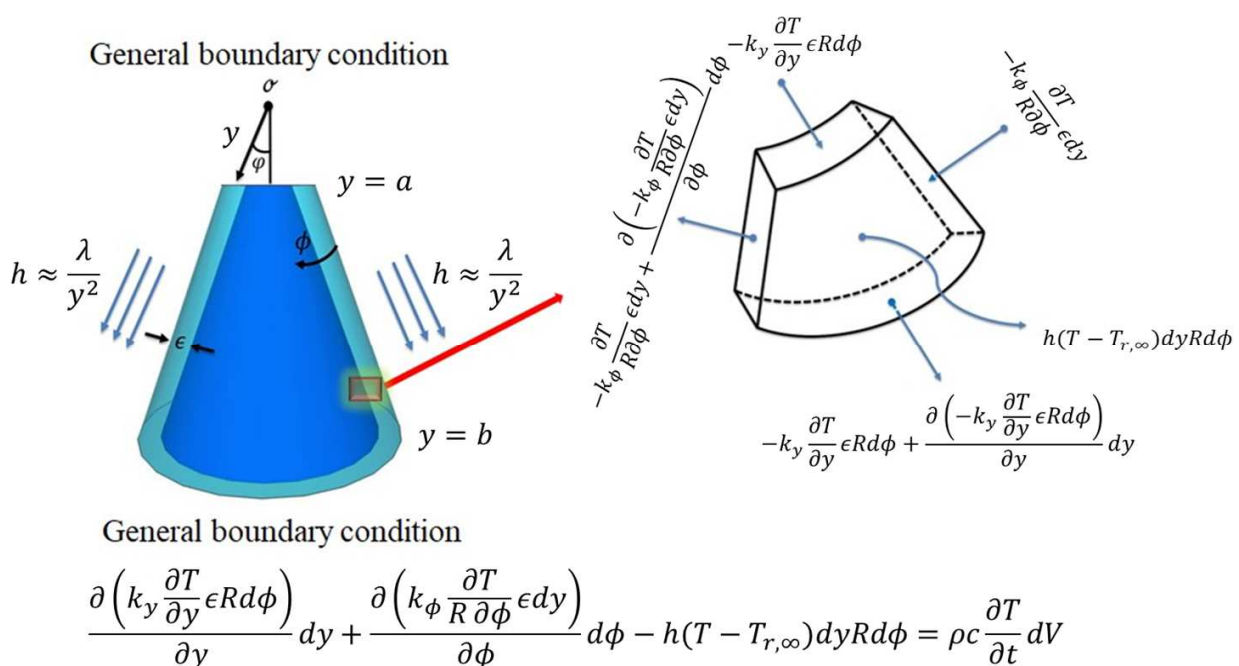 General boundary condition
ℴ
y
φ
y = a
ϕ
h ≈ λ/y²
h ≈ λ/y²
ϵ
y = b
General boundary condition
−k_y ∂T/∂y ϵRdϕ
−k_ϕ ∂T/R∂ϕ ϵdy
−k_ϕ ∂T/R∂ϕ ϵdy + ∂(−k_ϕ ∂T/R∂ϕ ϵdy)/∂ϕ dϕ
h(T − T_{r,∞})dyRdϕ
−k_y ∂T/∂y ϵRdϕ + ∂(−k_y ∂T/∂y ϵRdϕ)/∂y dy
∂(k_y ∂T/∂y ϵRdϕ)/∂y dy + ∂(k_ϕ ∂T/R ∂ϕ ϵdy)/∂ϕ dϕ − h(T − T_{r,∞})dyRdϕ = ρc ∂T/∂t dV